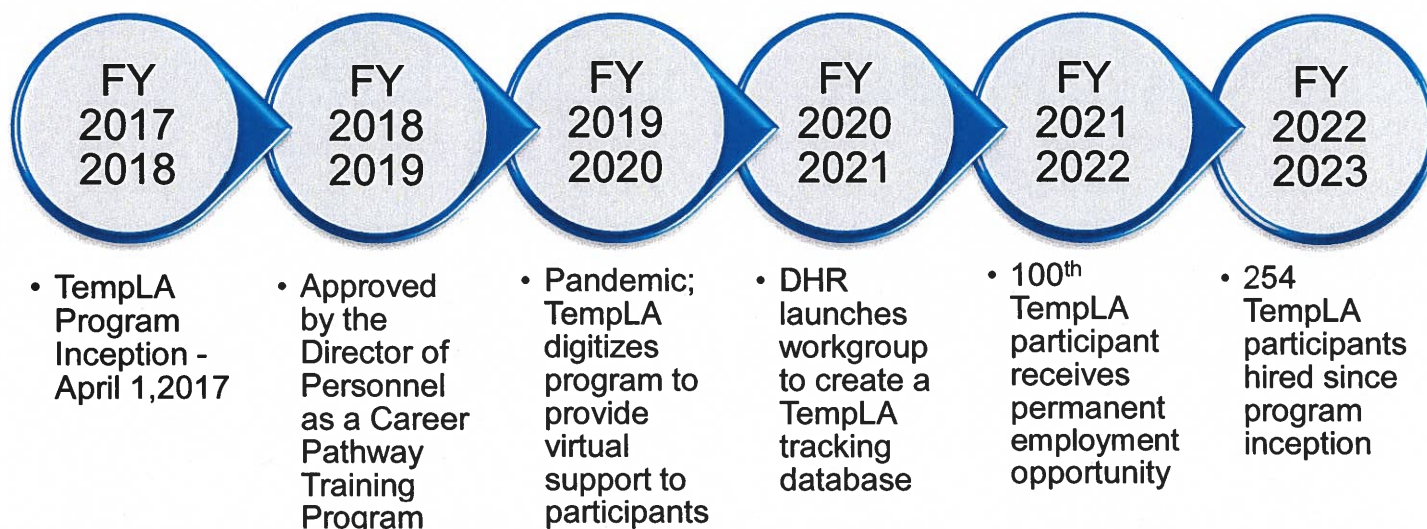 FY
2017
2018
FY
2018
2019
FY
2019
2020
FY
2020
2021
FY
2021
2022
FY
2022
2023
• TempLA
Program
Inception -
April 1,2017
• Approved
by the
Director of
Personnel
as a Career
Pathway
Training
Program
• Pandemic;
TempLA
digitizes
program to
provide
virtual
support to
participants
• DHR
launches
workgroup
to create a
TempLA
tracking
database
• 100th
TempLA
participant
receives
permanent
employment
opportunity
• 254
TempLA
participants
hired since
program
inception